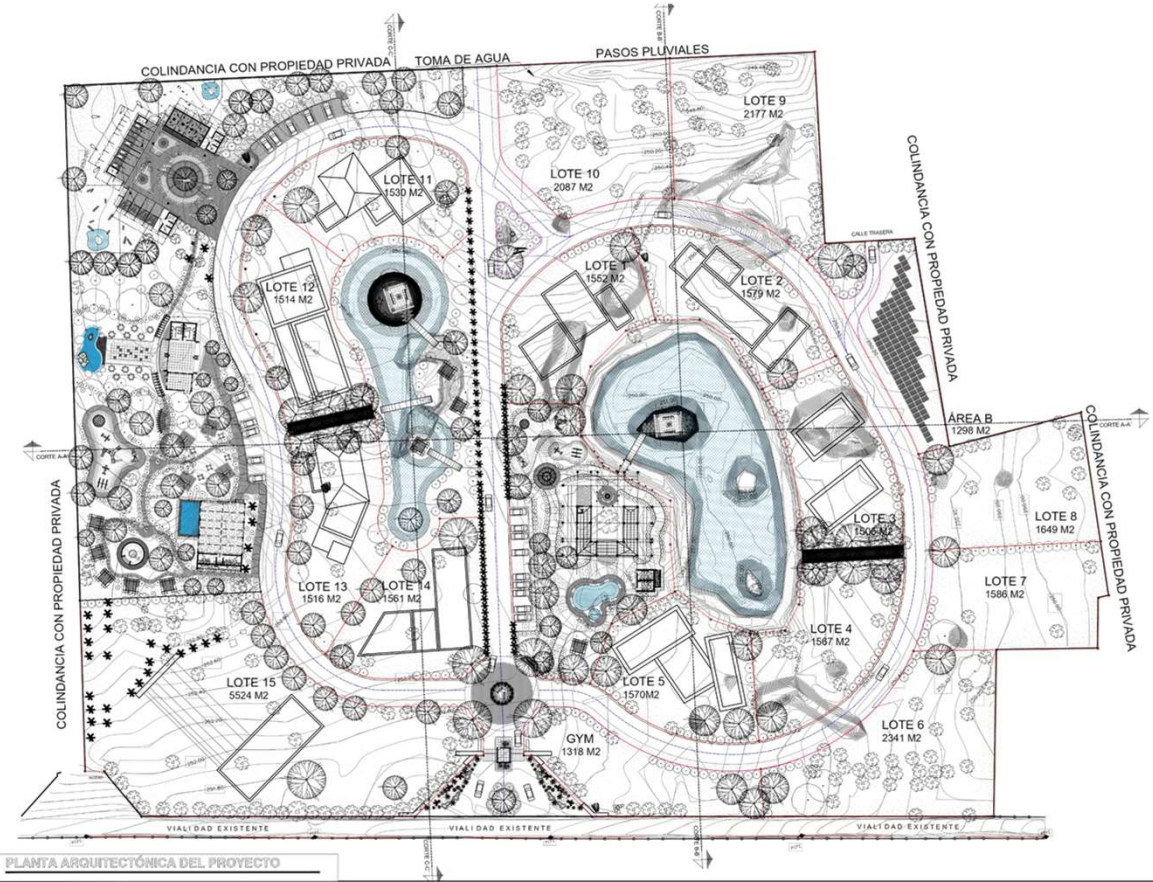 CORTE C-C'
CORTE B-B'
COLINDANCIA CON PROPIEDAD PRIVADA
TOMA DE AGUA
PASOS PLUVIALES
LOTE 9
2177 M2
LOTE 10
2087 M2
LOTE 11
1530 M2
COLINDANCIA CON PROPIEDAD PRIVADA
CALLE TRASERA
LOTE 12
1514 M2
LOTE 1
1552 M2
LOTE 2
1579 M2
ÁREA B
1298 M2
CORTE A-A'
CORTE A-A'
COLINDANCIA CON PROPIEDAD PRIVADA
COLINDANCIA CON PROPIEDAD PRIVADA
LOTE 3
LOTE 8
1649 M2
LOTE 7
1586 M2
LOTE 13
1516 M2
LOTE 14
1561 M2
LOTE 4
1567 M2
LOTE 15
5524 M2
LOTE 5
1570M2
LOTE 6
2341 M2
GYM
1318 M2
VIALIDAD EXISTENTE
VIALIDAD EXISTENTE
VIALIDAD EXISTENTE
CORTE C-C'
CORTE B-B'
PLANTA ARQUITECTÓNICA DEL PROYECTO